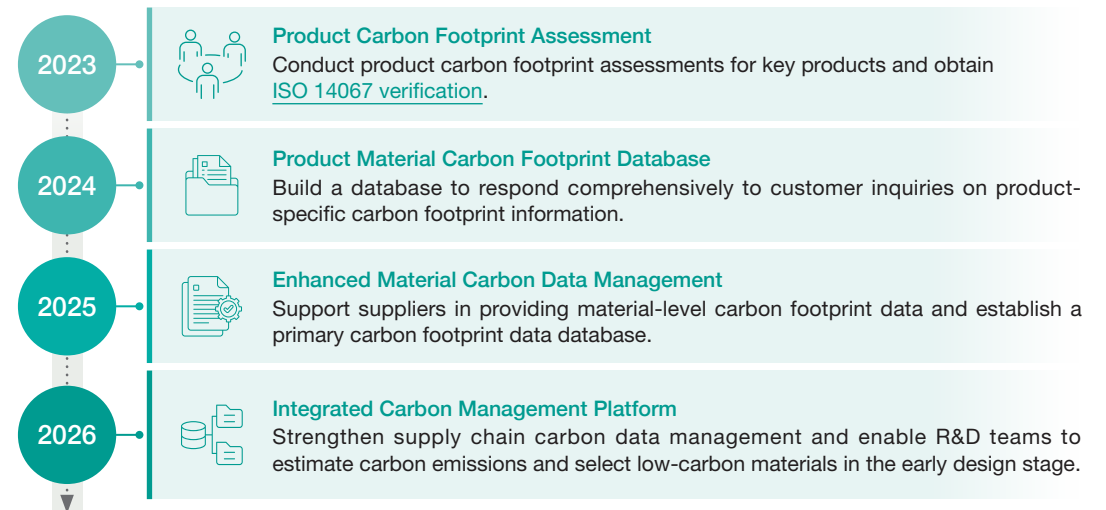 2023
Product Carbon Footprint Assessment
Conduct product carbon footprint assessments for key products and obtain
ISO 14067 verification.
2024
Product Material Carbon Footprint Database
Build a database to respond comprehensively to customer inquiries on product-
specific carbon footprint information.
2025
Enhanced Material Carbon Data Management
Support suppliers in providing material-level carbon footprint data and establish a
primary carbon footprint data database.
2026
Integrated Carbon Management Platform
Strengthen supply chain carbon data management and enable R&D teams to
estimate carbon emissions and select low-carbon materials in the early design stage.